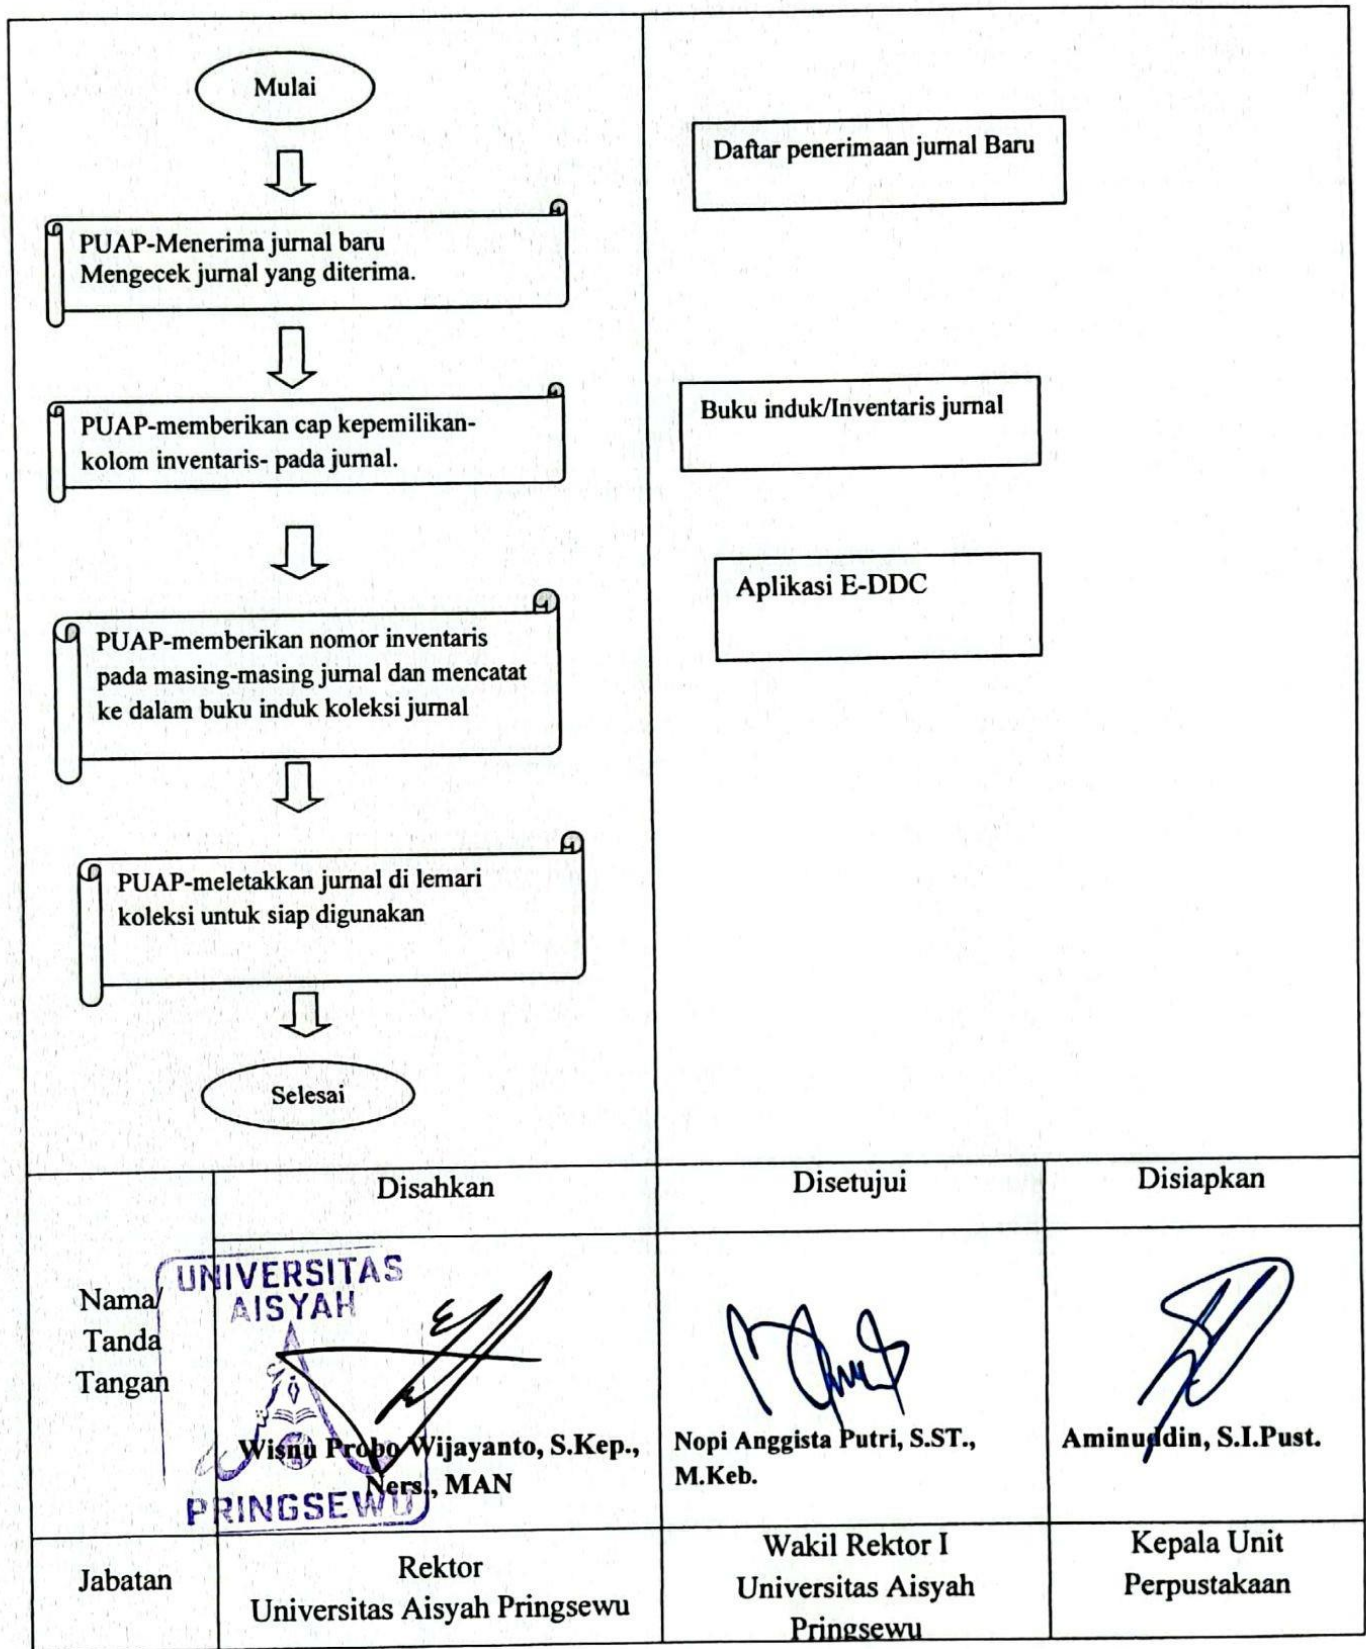 Mulai
Daftar penerimaan jurnal Baru
PUAP-Menerima jurnal baru
Mengecek jurnal yang diterima.
PUAP-memberikan cap kepemilikan-
kolom inventaris- pada jurnal.
Buku induk/Inventaris jurnal
Aplikasi E-DDC
PUAP-memberikan nomor inventaris
pada masing-masing jurnal dan mencatat
ke dalam buku induk koleksi jurnal
PUAP-meletakkan jurnal di lemari
koleksi untuk siap digunakan
Selesai
Disahkan
Disetujui
Disiapkan
Nama/
Tanda
Tangan
UNIVERSITAS
AISYAH
PRINGSEWU
Wisnu Probo Wijayanto, S.Kep.,
Ners., MAN
Nopi Anggista Putri, S.ST.,
M.Keb.
Aminuddin, S.I.Pust.
Jabatan
Rektor
Universitas Aisyah Pringsewu
Wakil Rektor I
Universitas Aisyah
Pringsewu
Kepala Unit
Perpustakaan